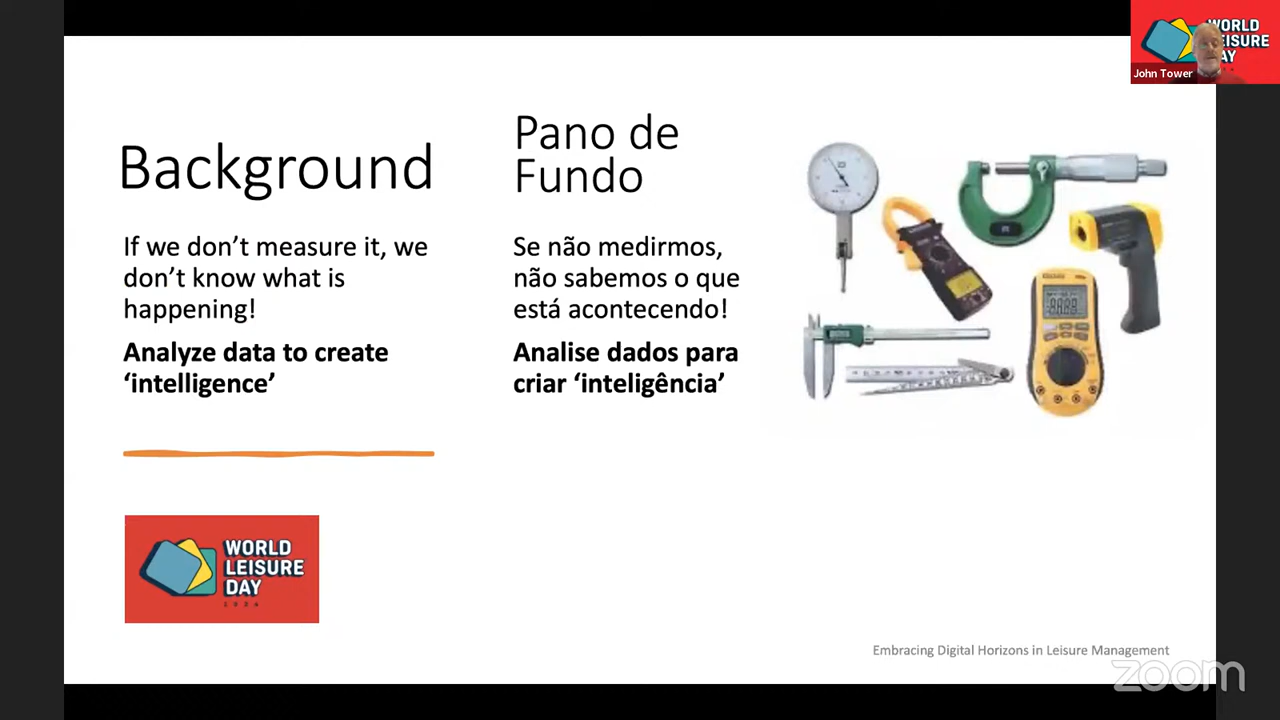 WORLD
LEISURE
DAY
John Tower
Background
If we don’t measure it, we
don’t know what is
happening!
Analyze data to create
‘intelligence’
Pano de
Fundo
Se não medirmos,
não sabemos o que
está acontecendo!
Analise dados para
criar ‘inteligência’
WORLD
LEISURE
DAY
2024
Embracing Digital Horizons in Leisure Management
zoom